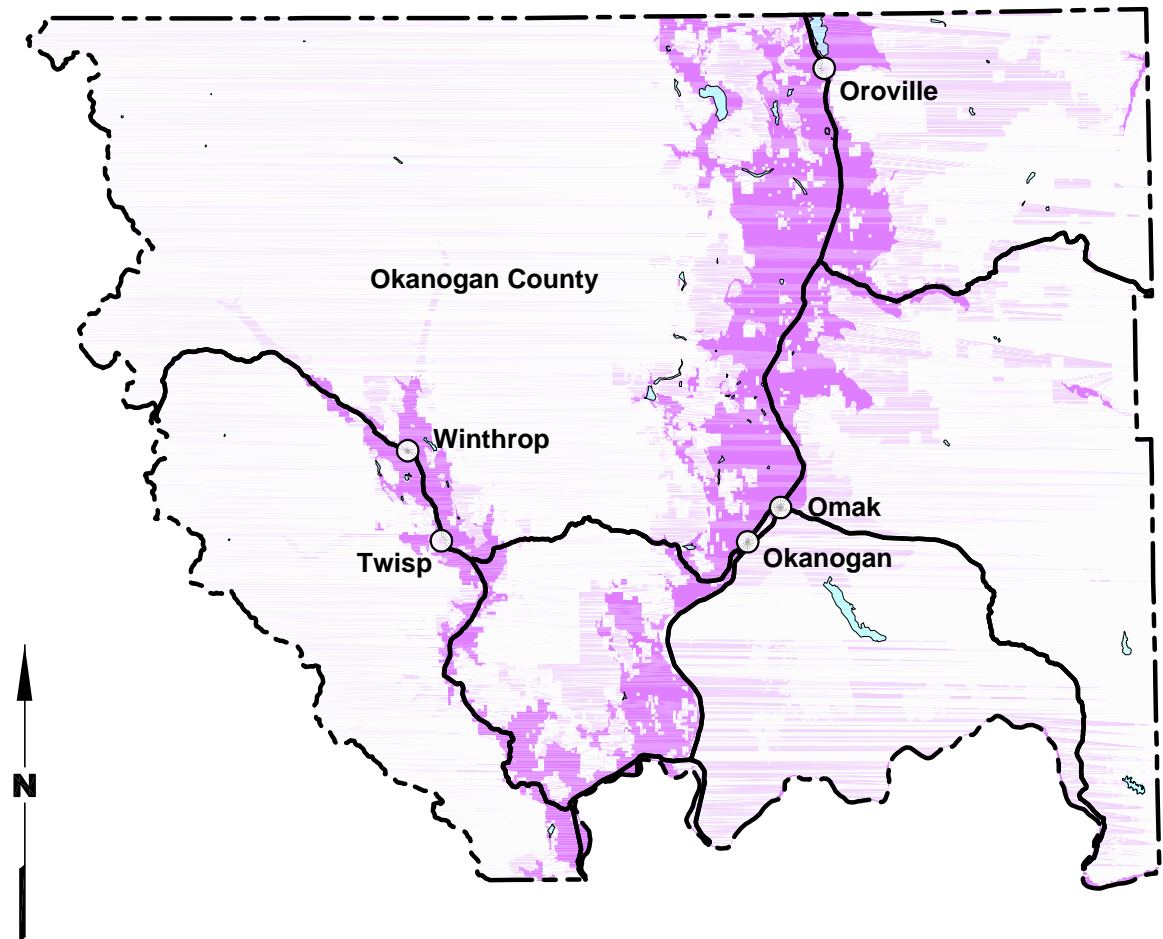 Oroville
Okanogan County
Winthrop
Omak
Twisp
Okanogan
N